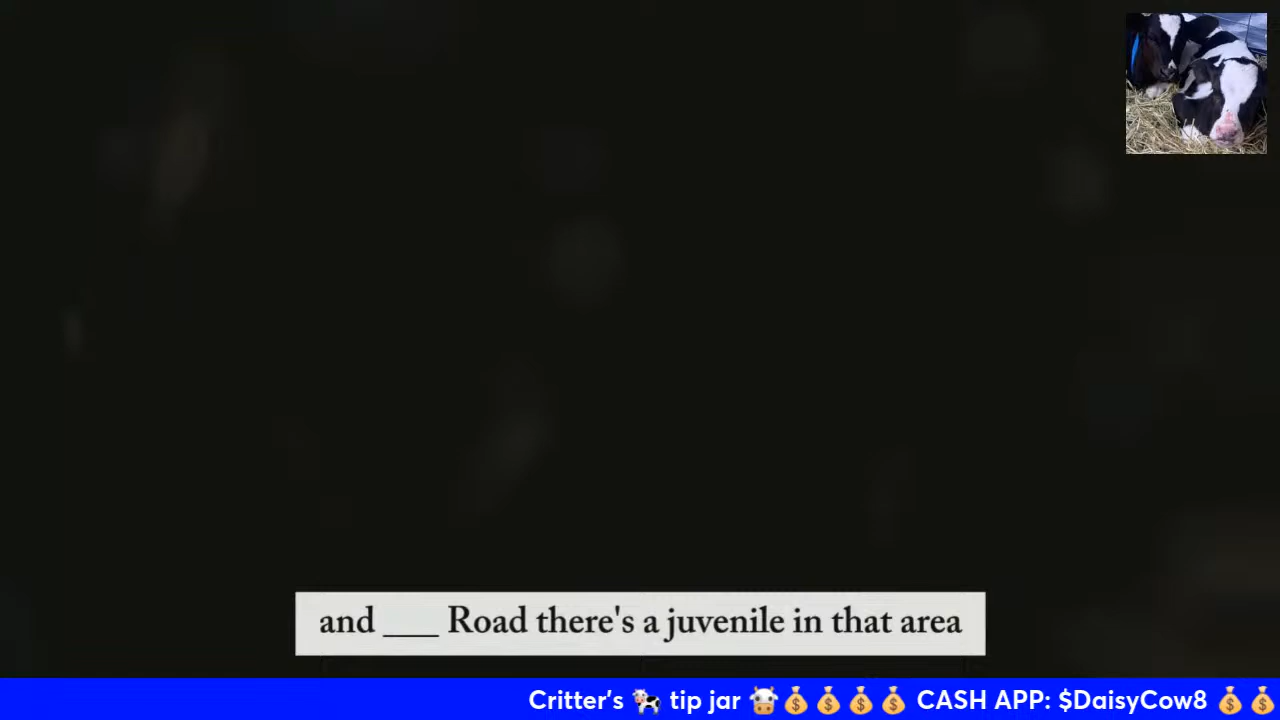 and ___ Road there's a juvenile in that area
Critter's 🐄 tip jar 🐮💰💰💰💰 CASH APP: $DaisyCow8 💰💰